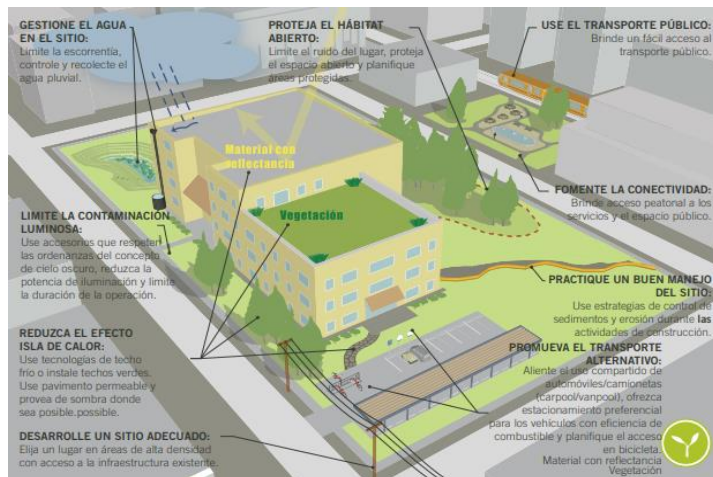 GESTIONE EL AGUA
EN EL SITIO:
Limite la escorrentía,
controle y recolecte el
agua pluvial.
PROTEJA EL HÁBITAT
ABIERTO:
Limite el ruido del lugar, proteja
el espacio abierto y planifique
áreas protegidas.
USE EL TRANSPORTE PÚBLICO:
Brinde un fácil acceso al
transporte público.
Material con
reflectancia
Vegetación
FOMENTE LA CONECTIVIDAD:
Brinde acceso peatonal a los
servicios y el espacio público.
LIMITE LA CONTAMINACIÓN
LUMINOSA:
Use accesorios que respeten
las ordenanzas del concepto
de cielo oscuro, reduzca la
potencia de iluminación y limite
la duración de la operación.
PRACTIQUE UN BUEN MANEJO
DEL SITIO:
Use estrategias de control de
sedimentos y erosión durante las
actividades de construcción.
REDUZCA EL EFECTO
ISLA DE CALOR:
Use tecnologías de techo
frío o instale techos verdes.
Use pavimento permeable y
provea de sombra donde
sea posible.possible.
PROMUEVA EL TRANSPORTE
ALTERNATIVO:
Aliente el uso compartido de
automóviles/camionetas
(carpool/vanpool), ofrezca
estacionamiento preferencial
para los vehículos con eficiencia de
combustible y planifique el acceso
en bicicleta.
Material con reflectancia
Vegetación
DESARROLLE UN SITIO ADECUADO:
Elija un lugar en áreas de alta densidad
con acceso a la infraestructura existente.